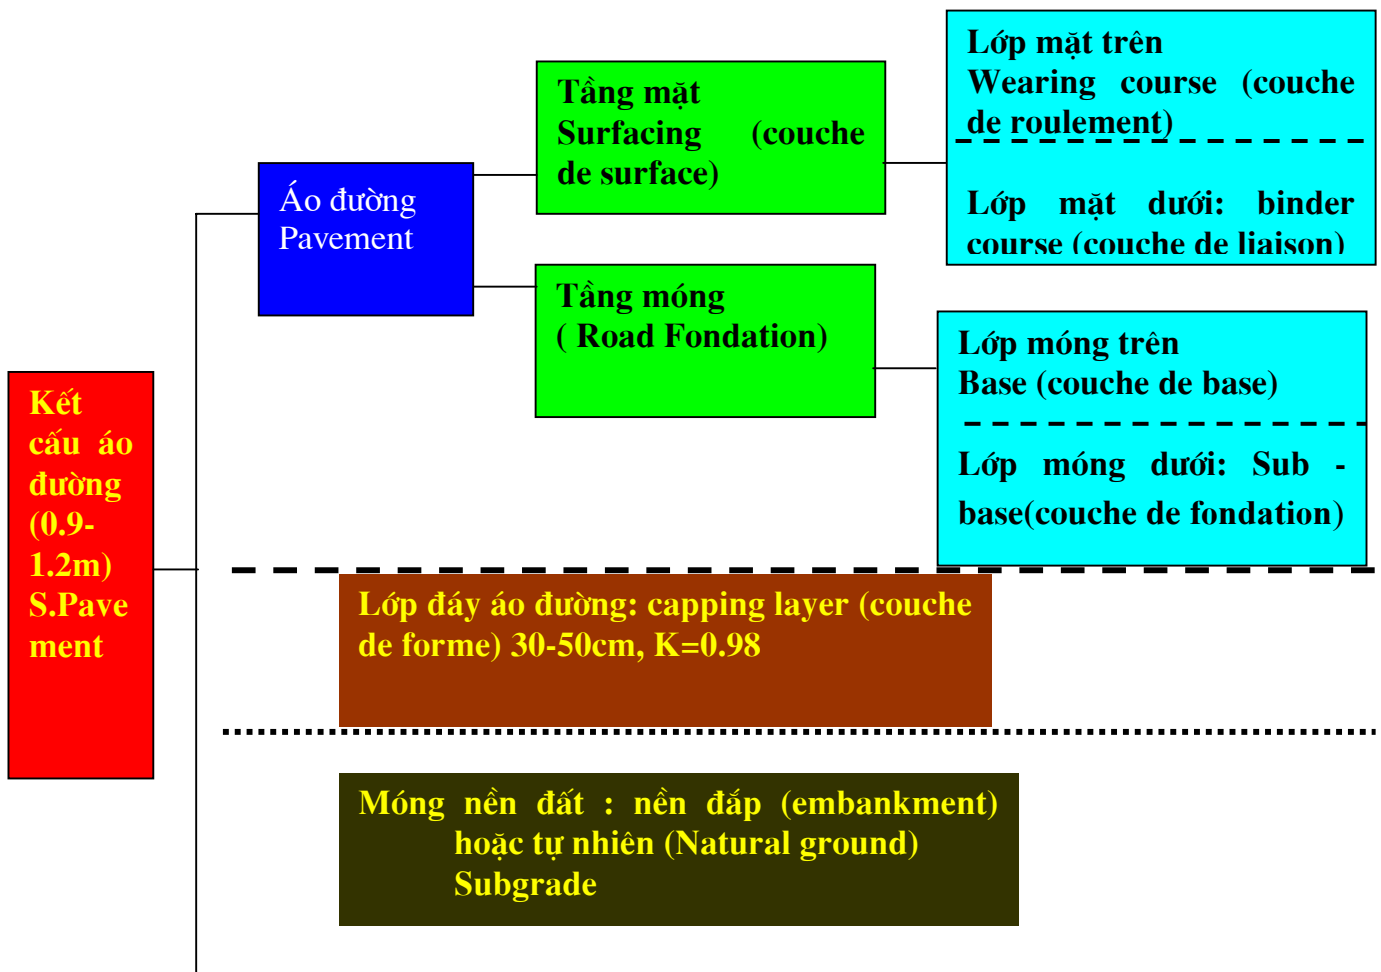 Lớp mặt trên
Wearing course (couche
de roulement)
Lớp mặt dưới: binder
course (couche de liaison)
Tầng mặt
Surfacing (couche
de surface)
Áo đường
Pavement
Tầng móng
( Road Fondation)
Lớp móng trên
Base (couche de base)
Lớp móng dưới: Sub -
base(couche de fondation)
Kết
cấu áo
đường
(0.9-
1.2m)
S.Pave
ment
Lớp đáy áo đường: capping layer (couche
de forme) 30-50cm, K=0.98
Móng nền đất : nền đắp (embankment)
hoặc tự nhiên (Natural ground)
Subgrade